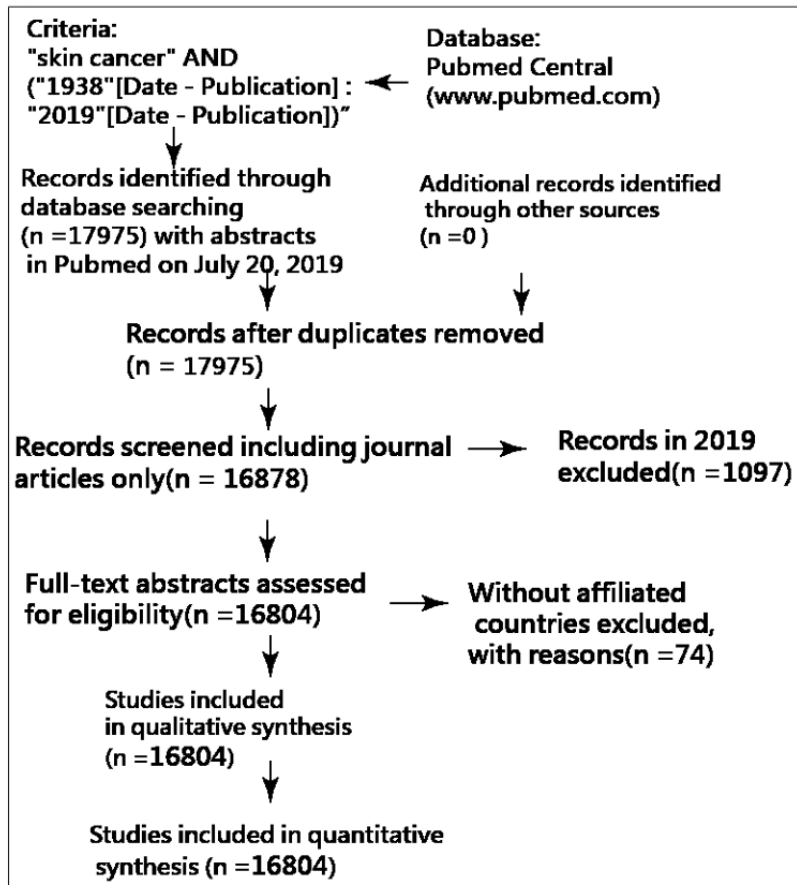 Criteria:
"skin cancer" AND
("1938"[Date - Publication] :
"2019"[Date - Publication])”
Database:
Pubmed Central
(www.pubmed.com)
Records identified through
database searching
(n =17975) with abstracts
in Pubmed on July 20, 2019
Additional records identified
through other sources
(n =0 )
Records after duplicates removed
(n = 17975)
Records screened including journal
articles only(n = 16878)
Records in 2019
excluded(n =1097)
Full-text abstracts assessed
for eligibility(n =16804)
Without affiliated
countries excluded,
with reasons(n =74)
Studies included
in qualitative synthesis
(n =16804)
Studies included in quantitative
synthesis (n =16804)